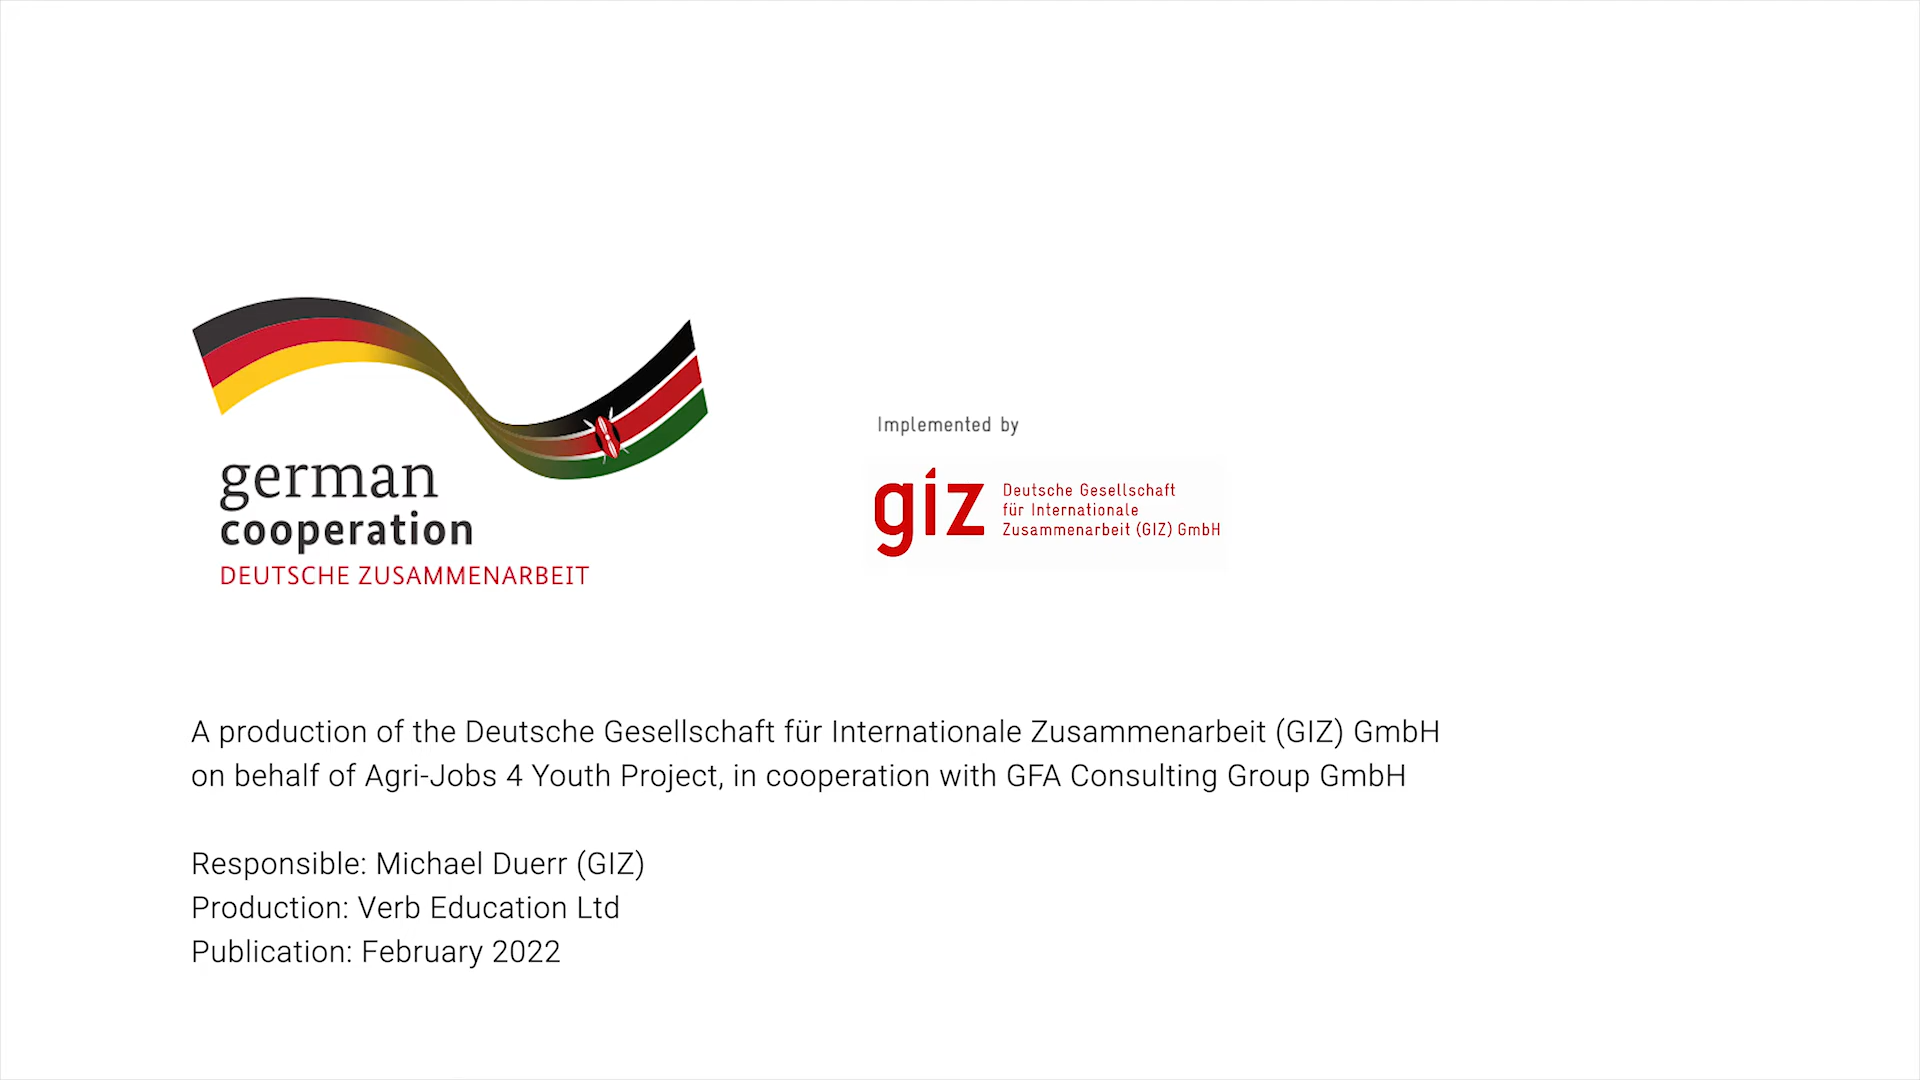 german
cooperation
DEUTSCHE ZUSAMMENARBEIT
Implemented by
giz
Deutsche Gesellschaft
für Internationale
Zusammenarbeit (GIZ) GmbH
A production of the Deutsche Gesellschaft für Internationale Zusammenarbeit (GIZ) GmbH
on behalf of Agri-Jobs 4 Youth Project, in cooperation with GFA Consulting Group GmbH
Responsible: Michael Duerr (GIZ)
Production: Verb Education Ltd
Publication: February 2022